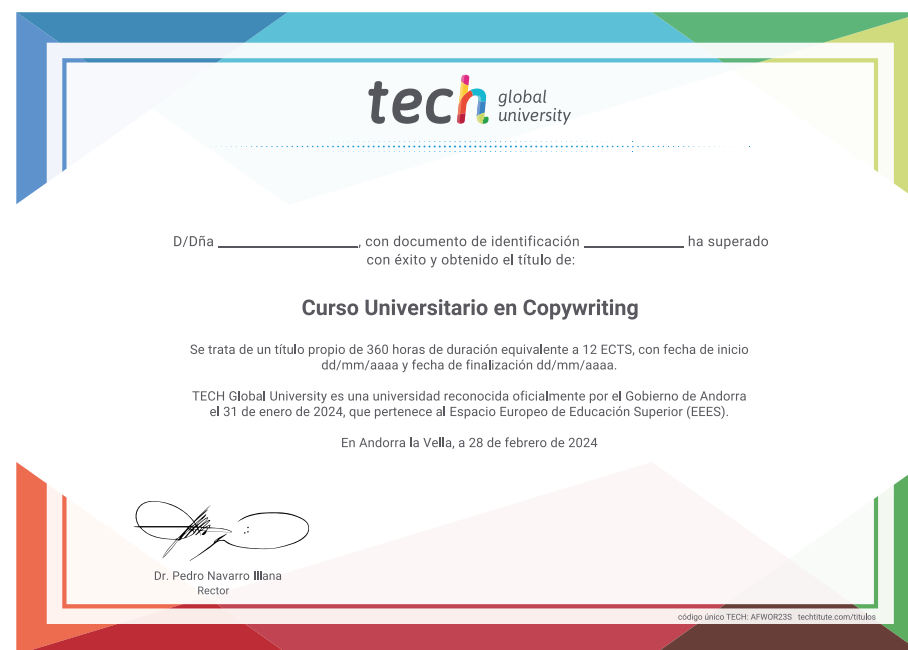 tech global
university
D/Dña ____________________, con documento de identificación ______________ ha superado
con éxito y obtenido el título de:
Curso Universitario en Copywriting
Se trata de un título propio de 360 horas de duración equivalente a 12 ECTS, con fecha de inicio
dd/mm/aaaa y fecha de finalización dd/mm/aaaa.
TECH Global University es una universidad reconocida oficialmente por el Gobierno de Andorra
el 31 de enero de 2024, que pertenece al Espacio Europeo de Educación Superior (EEES).
En Andorra la Vella, a 28 de febrero de 2024
Dr. Pedro Navarro Illana
Rector
código único TECH: AFWOR23S techtitute.com/titulos